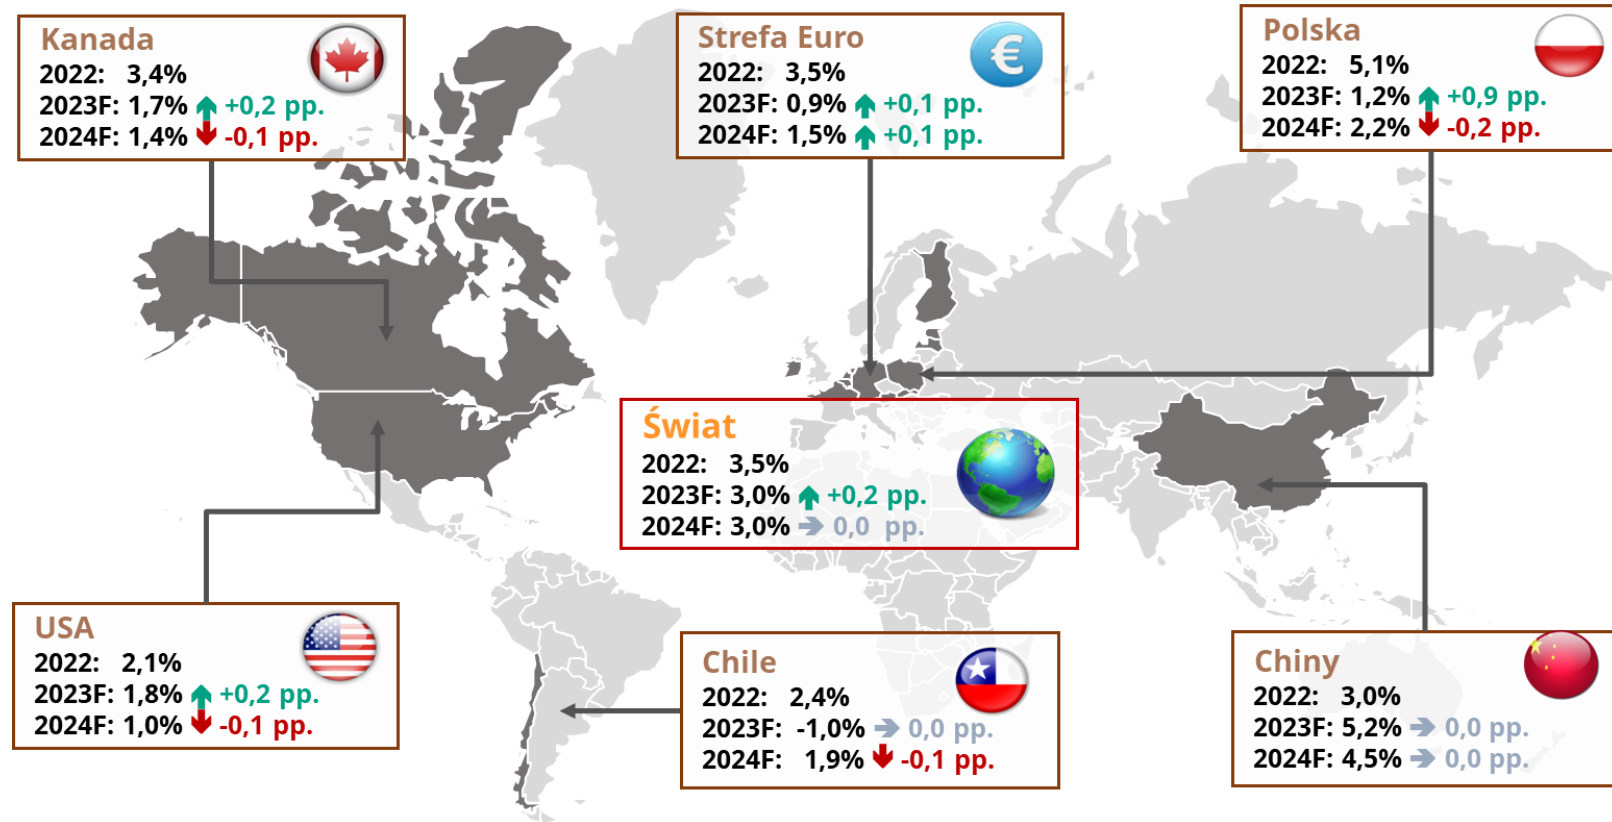 Kanada
2022: 3,4%
2023F: 1,7% +0,2 pp.
2024F: 1,4% -0,1 pp.
Strefa Euro
€
2022: 3,5%
2023F: 0,9% +0,1 pp.
2024F: 1,5% +0,1 pp.
Polska
2022: 5,1%
2023F: 1,2% +0,9 pp.
2024F: 2,2% -0,2 pp.
Świat
2022: 3,5%
2023F: 3,0% +0,2 pp.
2024F: 3,0% 0,0 pp.
USA
2022: 2,1%
2023F: 1,8% +0,2 pp.
2024F: 1,0% -0,1 pp.
Chile
2022: 2,4%
2023F: -1,0% 0,0 pp.
2024F: 1,9% -0,1 pp.
Chiny
2022: 3,0%
2023F: 5,2% 0,0 pp.
2024F: 4,5% 0,0 pp.